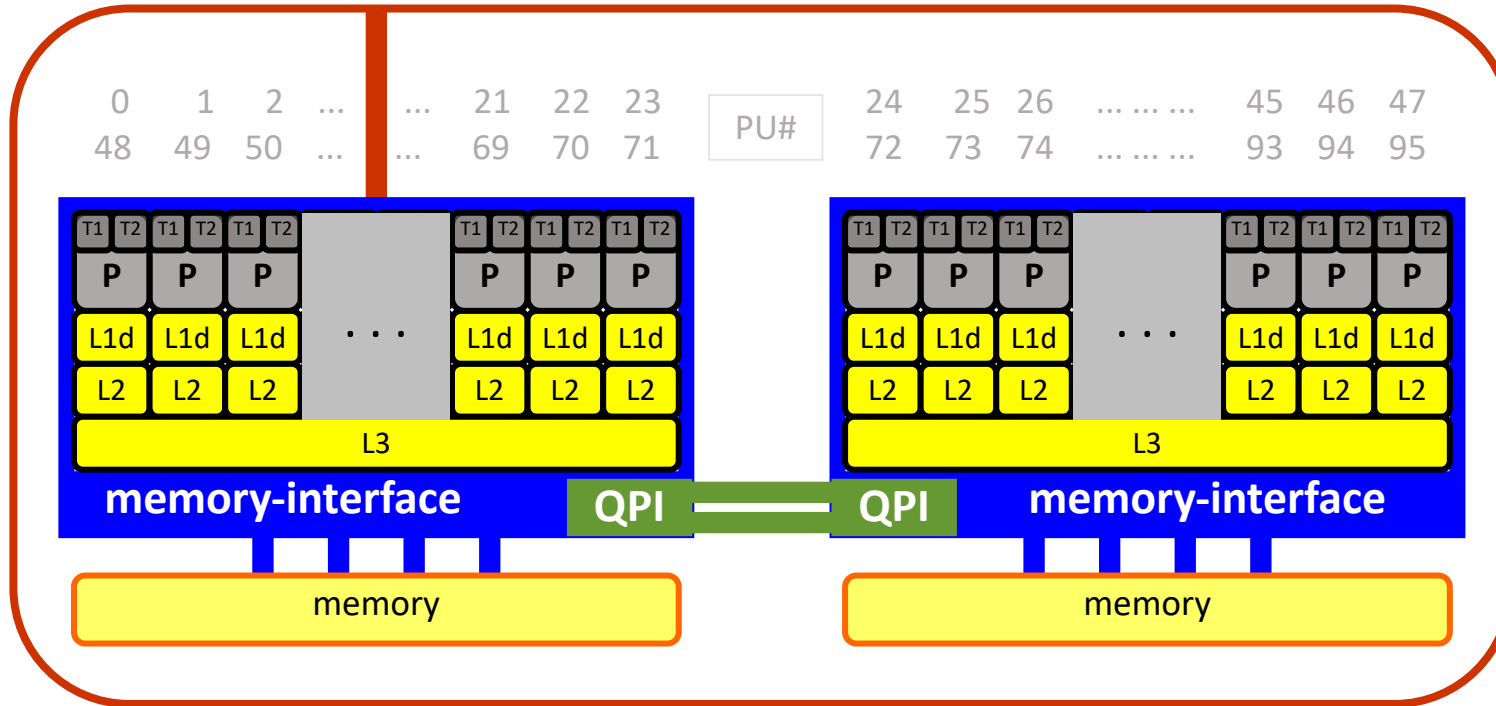 0 1 2 ... ... 21 22 23 PU# 24 25 26 ... ... ... 45 46 47
48 49 50 ... ... 69 70 71 72 73 74 ... ... ... 93 94 95
T1 T2 T1 T2 T1 T2 T1 T2 T1 T2 T1 T2 T1 T2 T1 T2 T1 T2 T1 T2 T1 T2 T1 T2
P P P P P P P P P P P P
L1d L1d L1d . . . L1d L1d L1d L1d L1d L1d . . . L1d L1d L1d
L2 L2 L2 L2 L2 L2 L2 L2 L2 L2 L2 L2
L3 L3
memory-interface QPI QPI memory-interface
memory memory